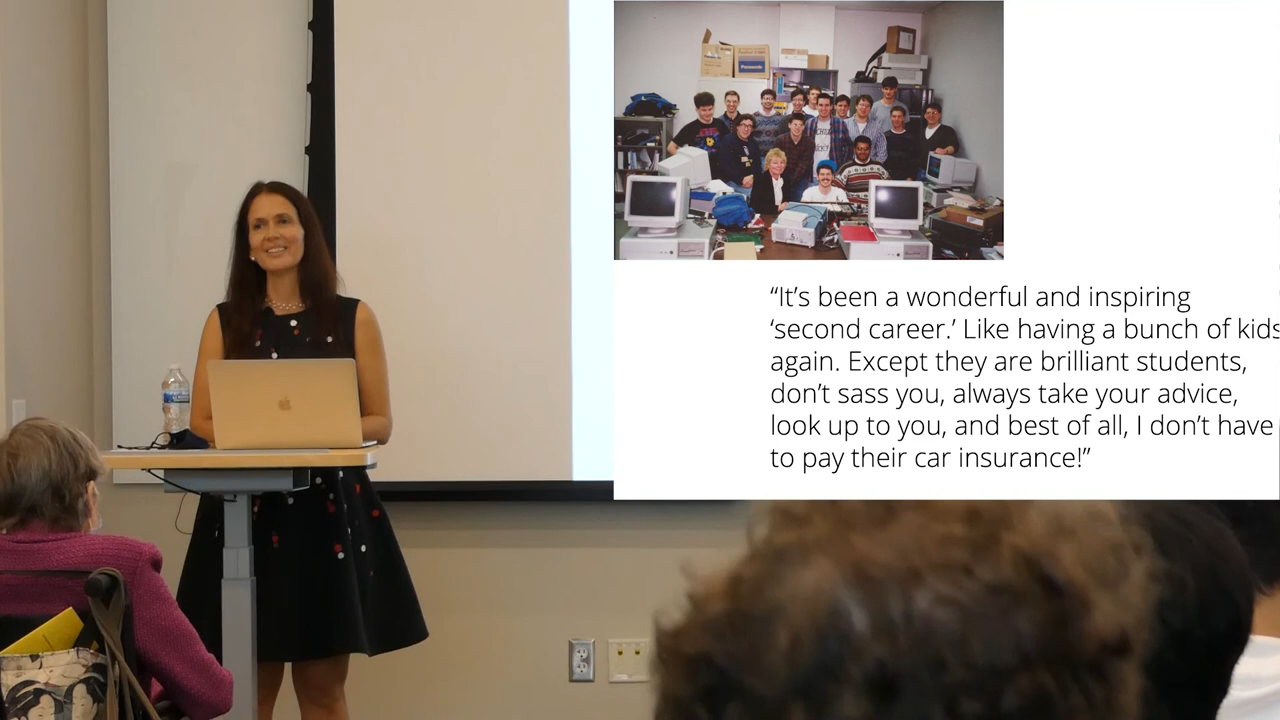 Panasonic
“It’s been a wonderful and inspiring
‘second career.’ Like having a bunch of kids
again. Except they are brilliant students,
don’t sass you, always take your advice,
look up to you, and best of all, I don’t have
to pay their car insurance!”